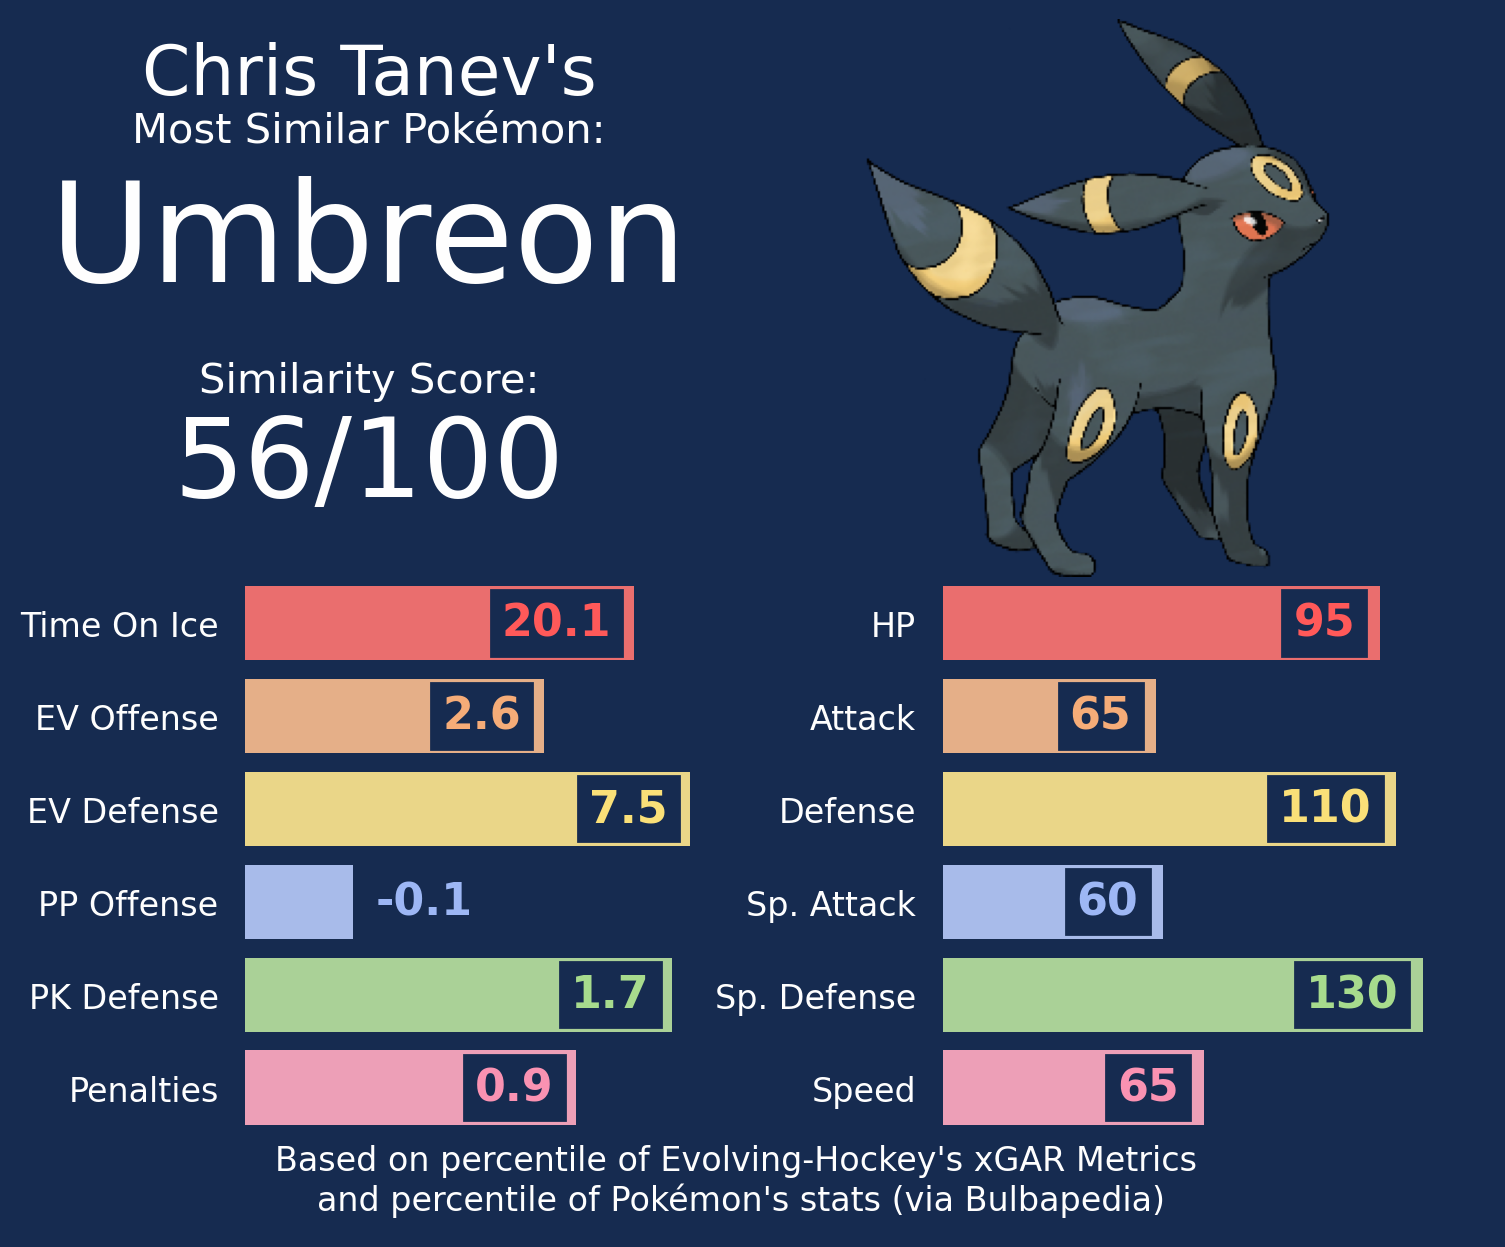 Chris Tanev's
Most Similar Pokémon:
Umbreon
Similarity Score:
56/100
Time On Ice 20.1
EV Offense 2.6
EV Defense 7.5
PP Offense -0.1
PK Defense 1.7
Penalties 0.9
HP 95
Attack 65
Defense 110
Sp. Attack 60
Sp. Defense 130
Speed 65
Based on percentile of Evolving-Hockey's xGAR Metrics
and percentile of Pokémon's stats (via Bulbapedia)